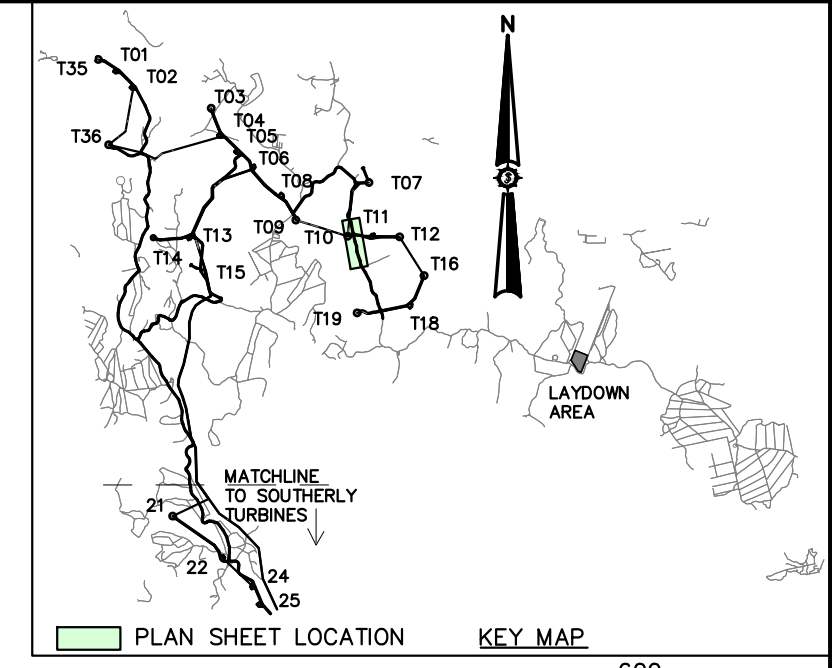 N
T01
T35
T02
T03
T04
T36
T05
T06
T07
T08
T11
T09
T10
T12
T13
T14
T15
T16
T19
T18
LAYDOWN
AREA
MATCHLINE
TO SOUTHERLY
TURBINES
21
22
24
25
PLAN SHEET LOCATION
KEY MAP